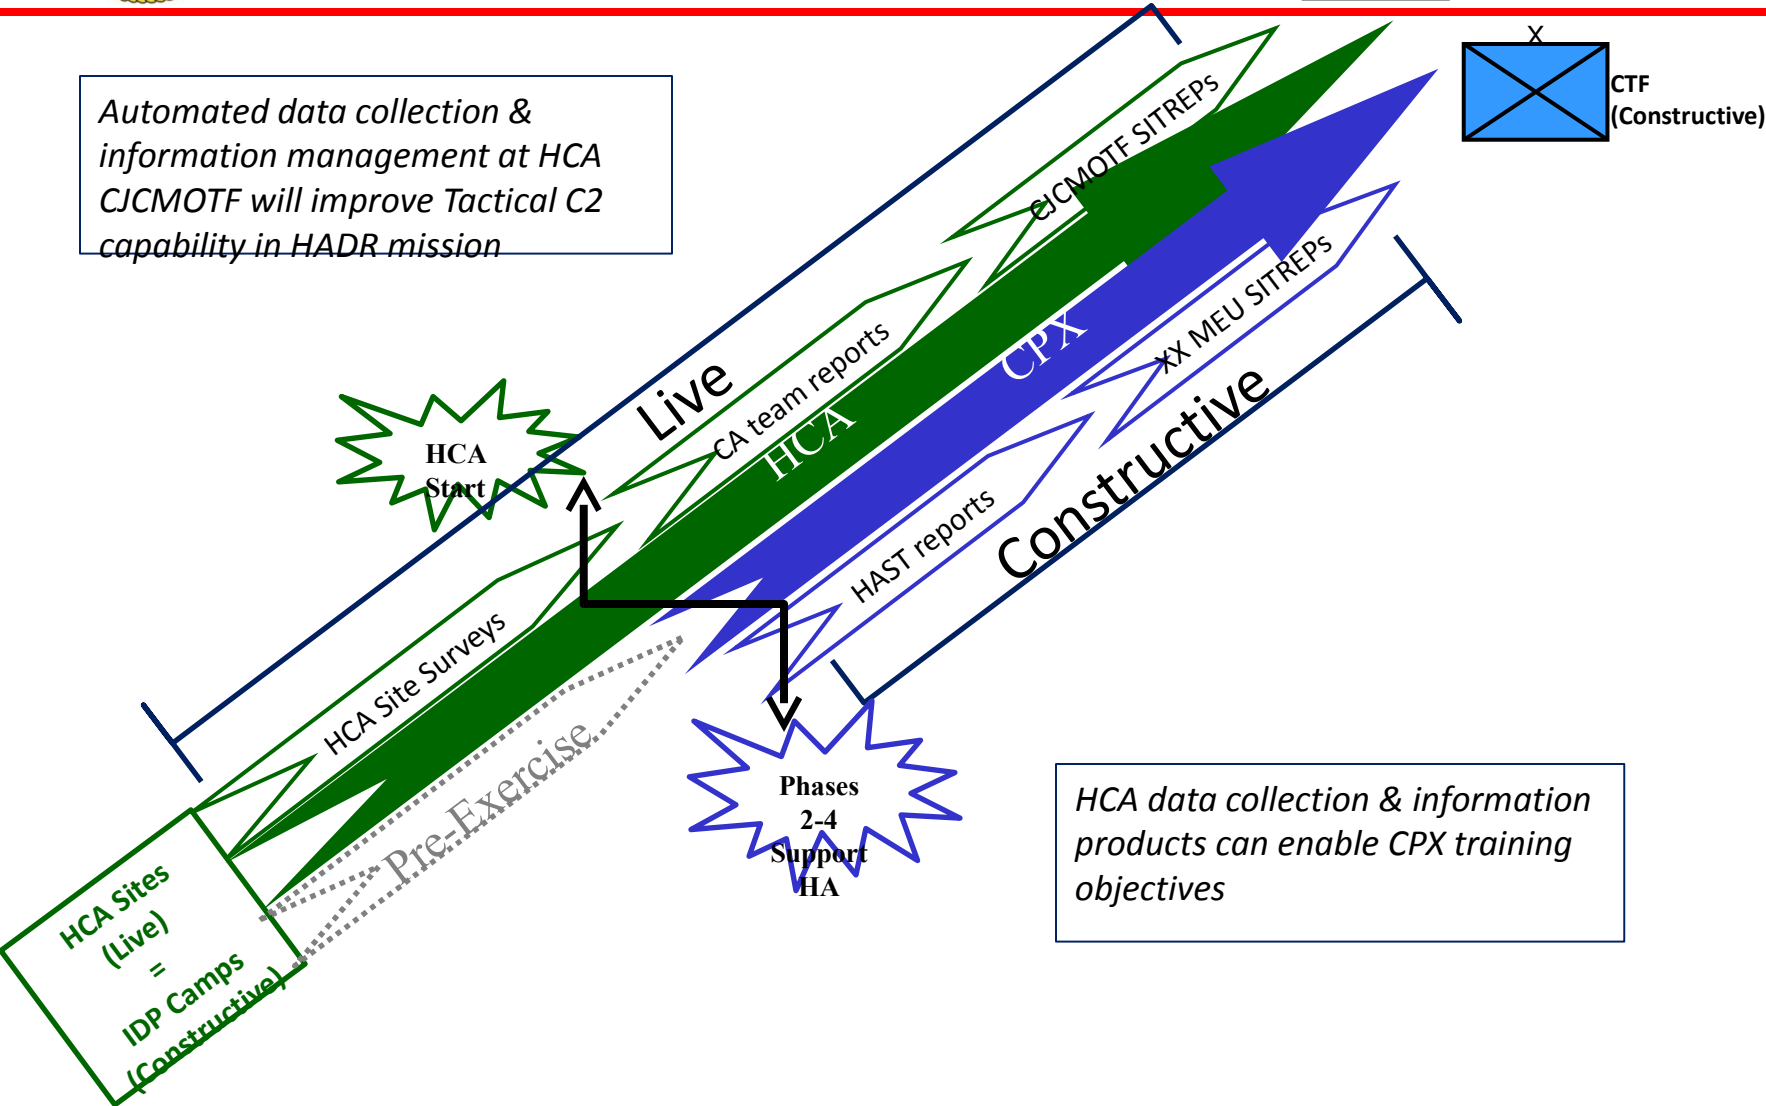 X
CTF
(Constructive)
Automated data collection &
information management at HCA
CJCMOTF will improve Tactical C2
capability in HADR mission
CJCMOTF SITREPs
Live
CA team reports
HCA
CPX
XX MEU SITREPs
Constructive
HAST reports
HCA
Start
HCA Site Surveys
Pre-Exercise
Phases
2-4
Support
HA
HCA data collection & information
products can enable CPX training
objectives
HCA Sites
(Live)
=
IDP Camps
(Constructive)